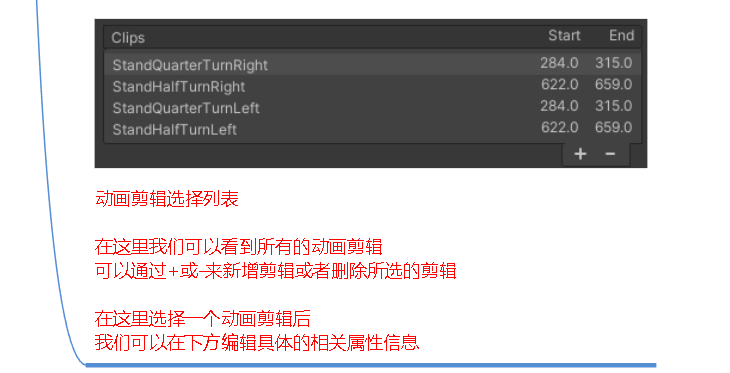 Clips Start End
StandQuarterTurnRight 284.0 315.0
StandHalfTurnRight 622.0 659.0
StandQuarterTurnLeft 284.0 315.0
StandHalfTurnLeft 622.0 659.0
+ -
动画剪辑选择列表
在这里我们可以看到所有的动画剪辑
可以通过+或-来新增剪辑或者删除所选的剪辑
在这里选择一个动画剪辑后
我们可以在下方编辑具体的相关属性信息